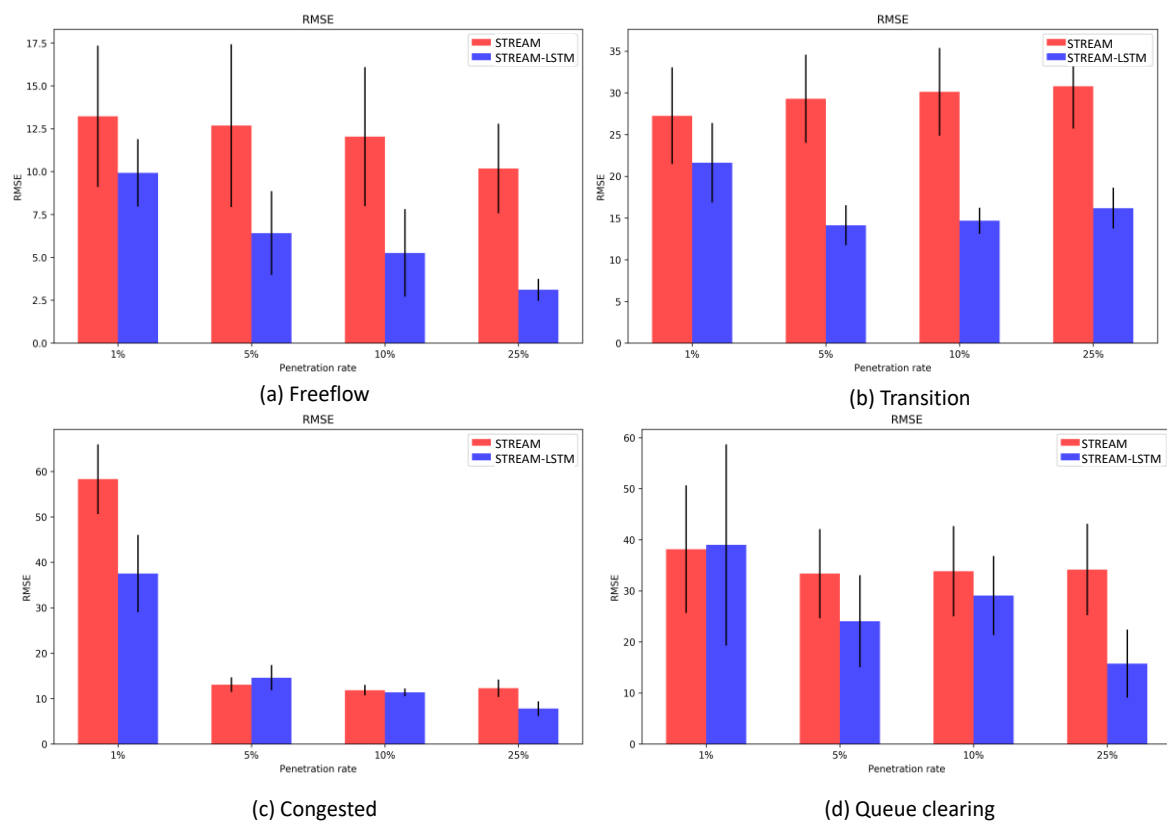 RMSE
17.5
15.0
12.5
10.0
7.5
5.0
2.5
0.0
RMSE
STREAM
STREAM-LSTM
1% 5% 10% 25%
Penetration rate
(a) Freeflow
RMSE
35
30
25
20
15
10
5
0
RMSE
STREAM
STREAM-LSTM
1% 5% 10% 25%
Penetration rate
(b) Transition
RMSE
60
50
40
30
20
10
0
RMSE
STREAM
STREAM-LSTM
1% 5% 10% 25%
Penetration rate
(c) Congested
RMSE
60
50
40
30
20
10
0
RMSE
STREAM
STREAM-LSTM
1% 5% 10% 25%
Penetration rate
(d) Queue clearing